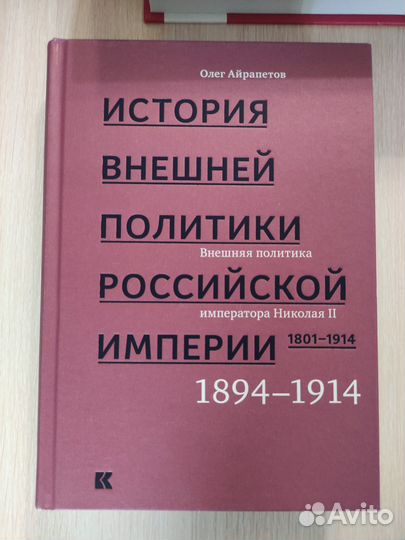 Олег Айрапетов
ИСТОРИЯ
ВНЕШНЕЙ
ПОЛИТИКИ
Внешняя политика
РОССИЙСКОЙ
императора Николая II
ИМПЕРИИ 1801–1914
1894–1914
К
Avito